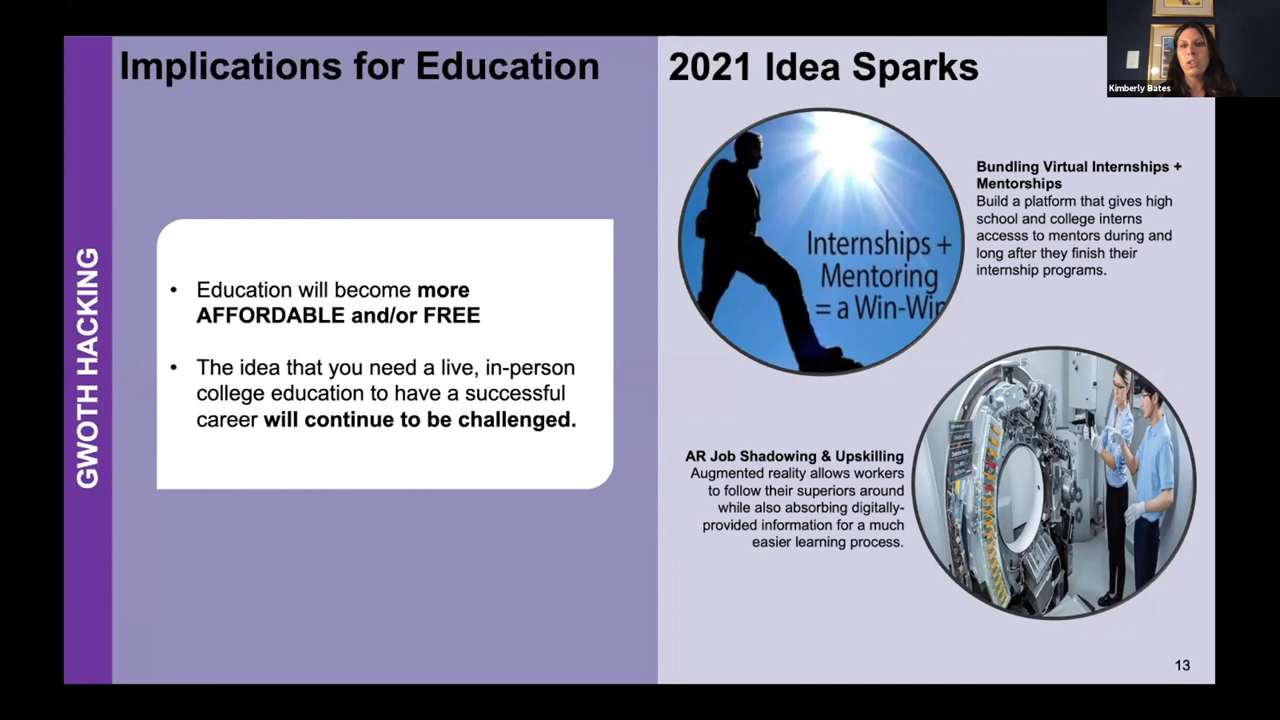 GWOTH HACKING
Implications for Education
• Education will become more
AFFORDABLE and/or FREE
• The idea that you need a live, in-person
college education to have a successful
career will continue to be challenged.
2021 Idea Sparks
Internships +
Mentoring
= a Win-Win
Bundling Virtual Internships +
Mentorships
Build a platform that gives high
school and college interns
accesss to mentors during and
long after they finish their
internship programs.
AR Job Shadowing & Upskilling
Augmented reality allows workers
to follow their superiors around
while also absorbing digitally-
provided information for a much
easier learning process.
13
Kimberly Bates